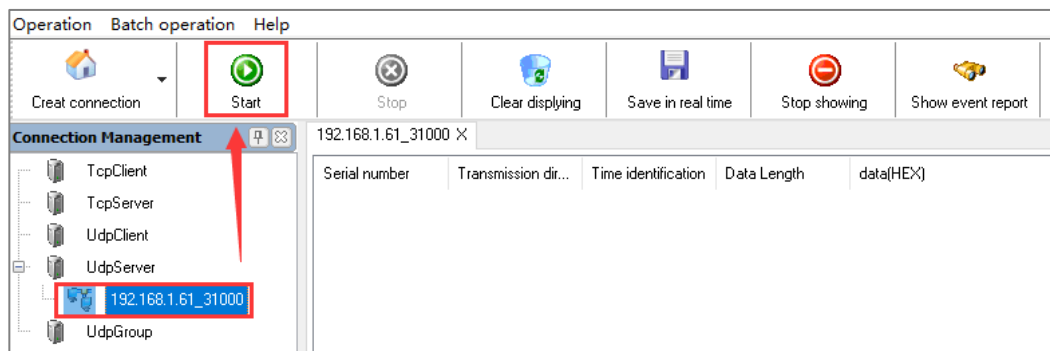 Operation Batch operation Help
Creat connection Start Stop Clear displying Save in real time Stop showing Show event report
Connection Management 192.168.1.61_31000 X
Serial number Transmission dir... Time identification Data Length data(HEX)
TcpClient
TcpServer
UdpClient
UdpServer
192.168.1.61_31000
UdpGroup